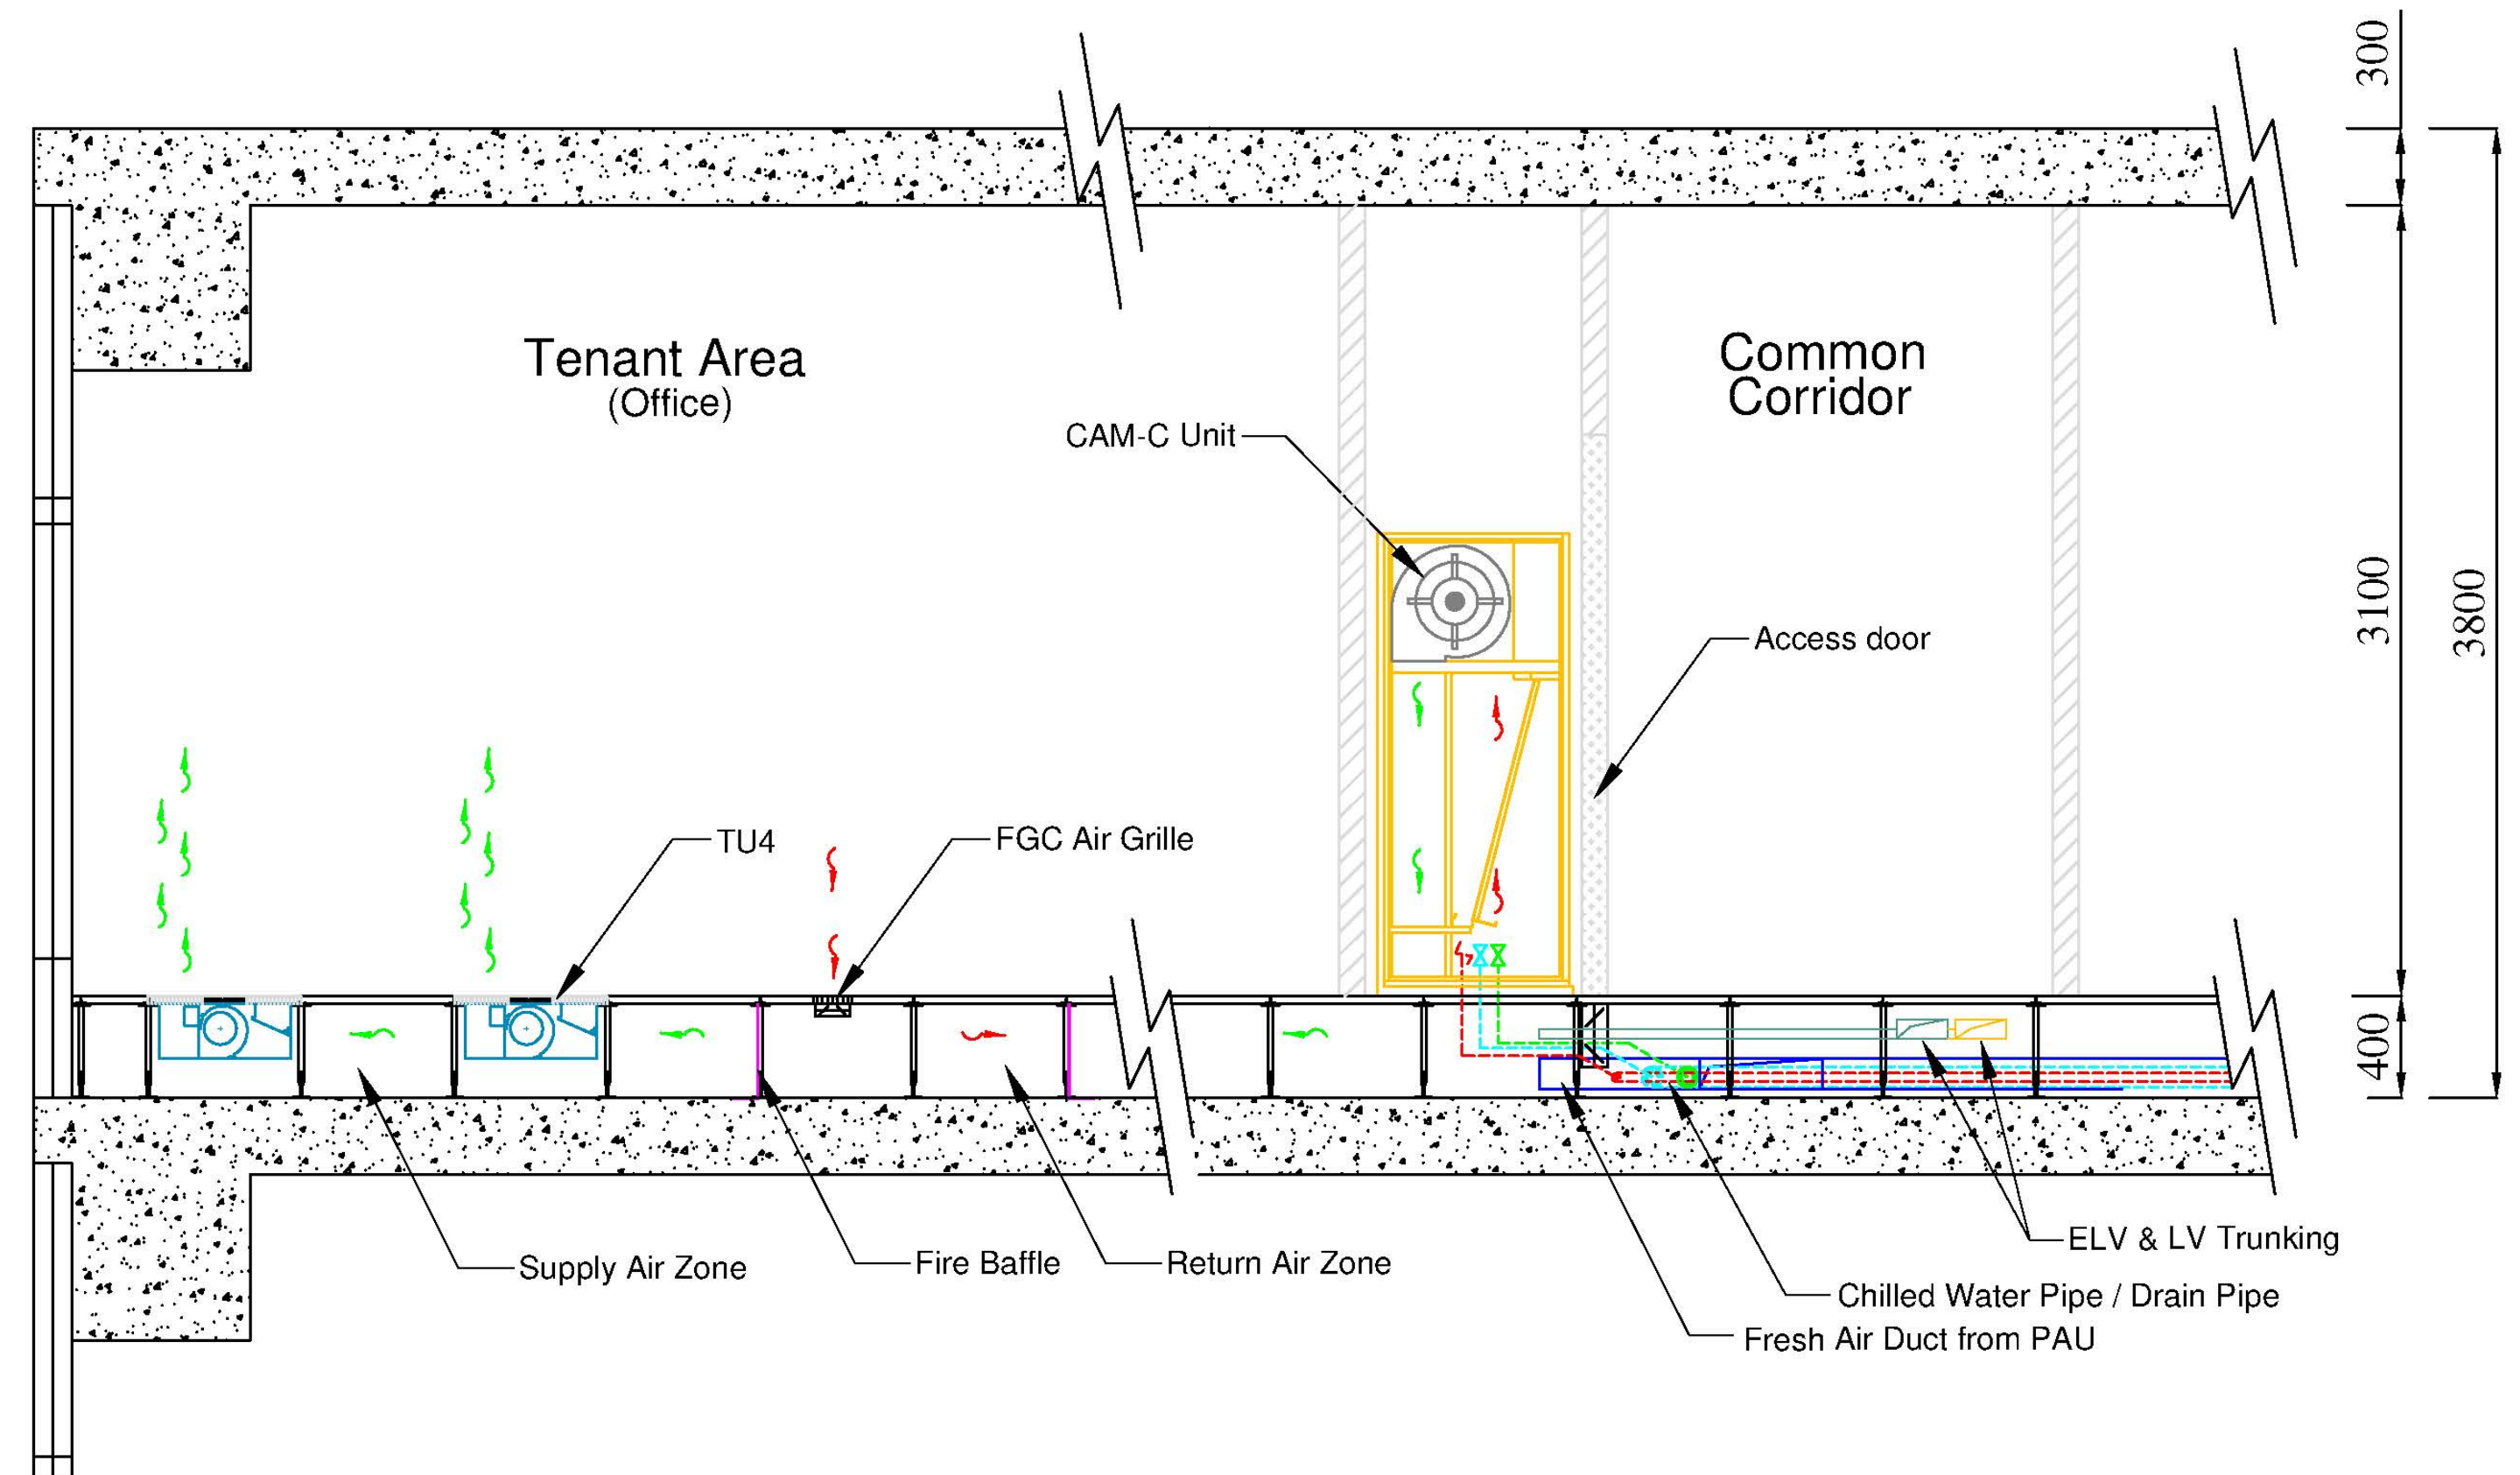 300
Tenant Area
(Office)
Common
Corridor
CAM-C Unit
3100
3800
Access door
TU4
FGC Air Grille
400
Supply Air Zone
Fire Baffle
Return Air Zone
ELV & LV Trunking
Chilled Water Pipe / Drain Pipe
Fresh Air Duct from PAU